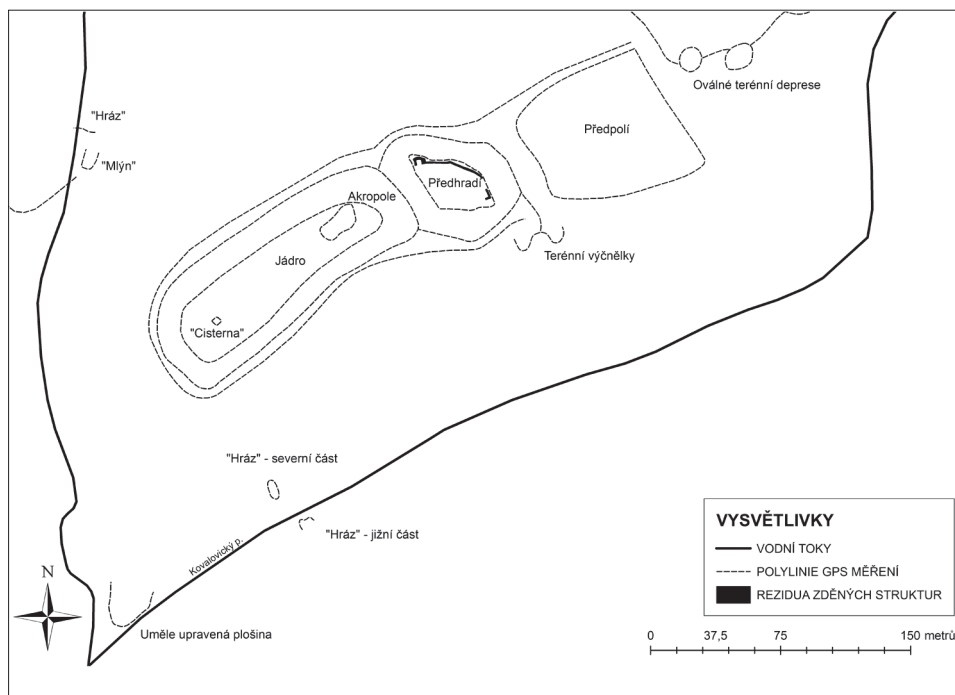 Oválné terénní deprese
"Hráz"
Předpolí
"Mlýn"
Předhradí
Akropole
Terénní výčnělky
Jádro
"Cisterna"
"Hráz" - severní část
"Hráz" - jižní část
Kovalovický p.
Uměle upravená plošina
N
VYSVĚTLIVKY
VODNÍ TOKY
POLYLINIE GPS MĚŘENÍ
REZIDUA ZDĚNÝCH STRUKTUR
0 37,5 75 150 metrů